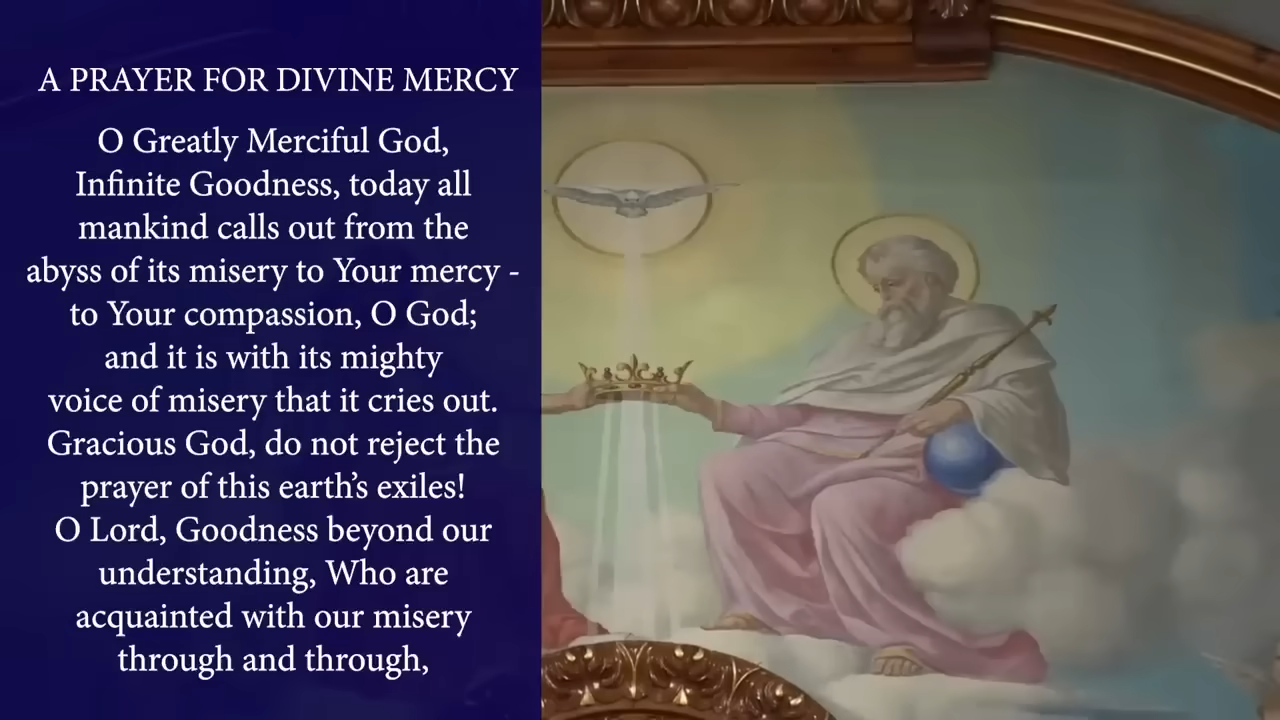 A PRAYER FOR DIVINE MERCY
O Greatly Merciful God,
Infinite Goodness, today all
mankind calls out from the
abyss of its misery to Your mercy -
to Your compassion, O God;
and it is with its mighty
voice of misery that it cries out.
Gracious God, do not reject the
prayer of this earth’s exiles!
O Lord, Goodness beyond our
understanding, Who are
acquainted with our misery
through and through,